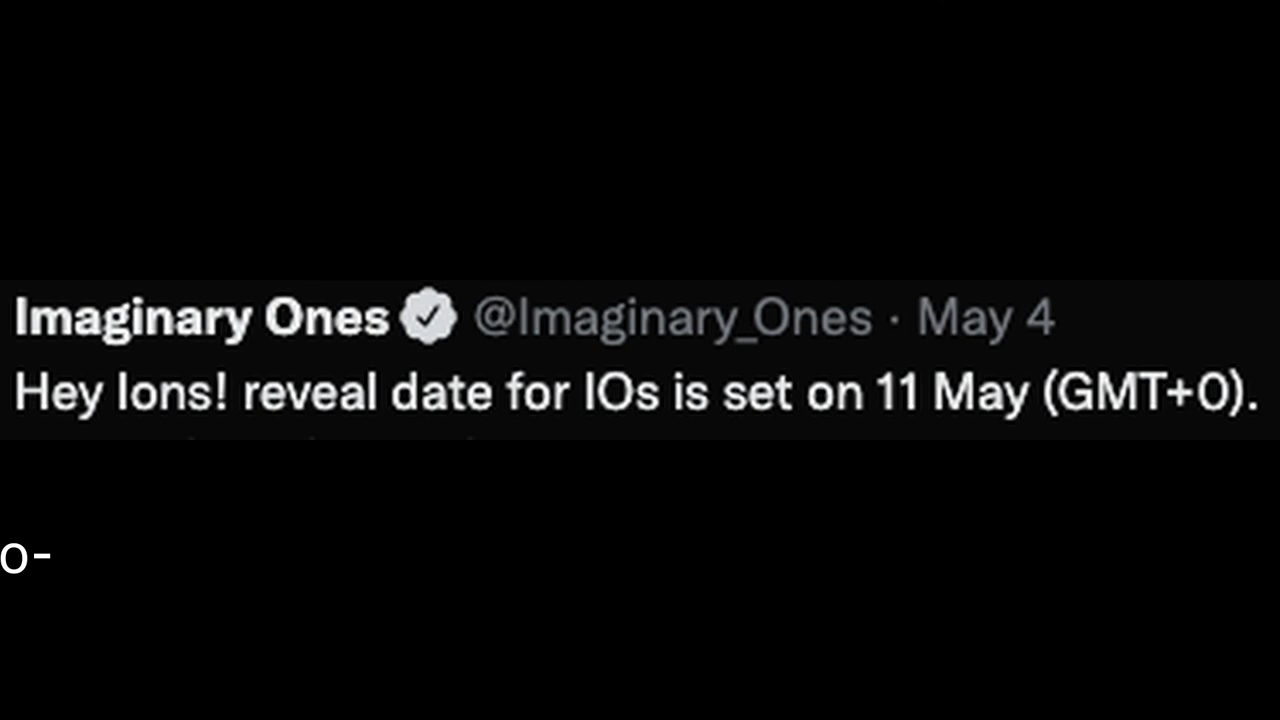 Imaginary Ones @Imaginary_Ones · May 4
Hey Ions! reveal date for IOs is set on 11 May (GMT+0).
o-